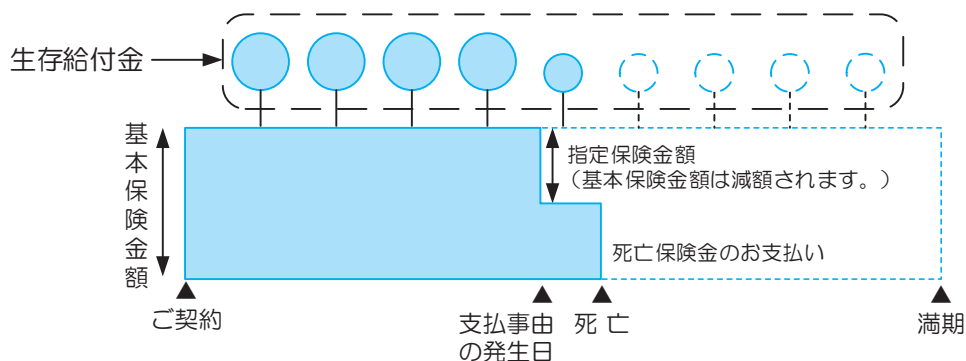 生存給付金
基本保険金額
指定保険金額
（基本保険金額は減額されます。）
死亡保険金のお支払い
ご契約
支払事由
の発生日
死 亡
満期